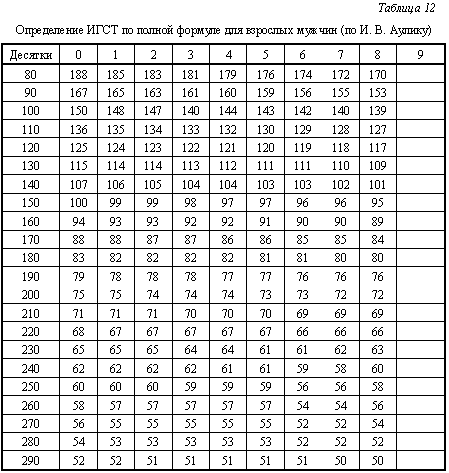 Таблица 12
Определение ИГСТ по полной формуле для взрослых мужчин (по И. В. Аулику)
Десятки 0 1 2 3 4 5 6 7 8 9
80 188 185 183 181 179 176 174 172 170
90 167 165 163 161 160 159 156 155 153
100 150 148 147 140 144 143 142 140 139
110 136 135 134 133 132 130 129 128 127
120 125 124 123 122 121 120 119 118 117
130 115 114 114 113 112 111 111 110 109
140 107 106 105 104 104 103 103 102 101
150 100 99 99 98 97 97 96 96 95
160 94 93 93 92 92 91 90 90 89
170 88 88 87 87 86 86 85 85 84
180 83 82 82 82 82 81 81 80 80
190 79 78 78 78 77 77 76 76 76
200 75 75 74 74 74 73 73 72 72
210 71 71 71 70 70 70 69 69 69
220 68 67 67 67 67 67 66 66 66
230 65 65 65 64 64 61 61 62 63
240 62 62 62 62 61 61 59 58 60
250 60 60 60 59 59 59 56 56 58
260 58 57 57 57 57 57 54 54 56
270 56 55 55 55 55 55 52 52 54
280 54 53 53 53 53 53 52 52 52
290 52 52 51 51 51 51 51 50 50